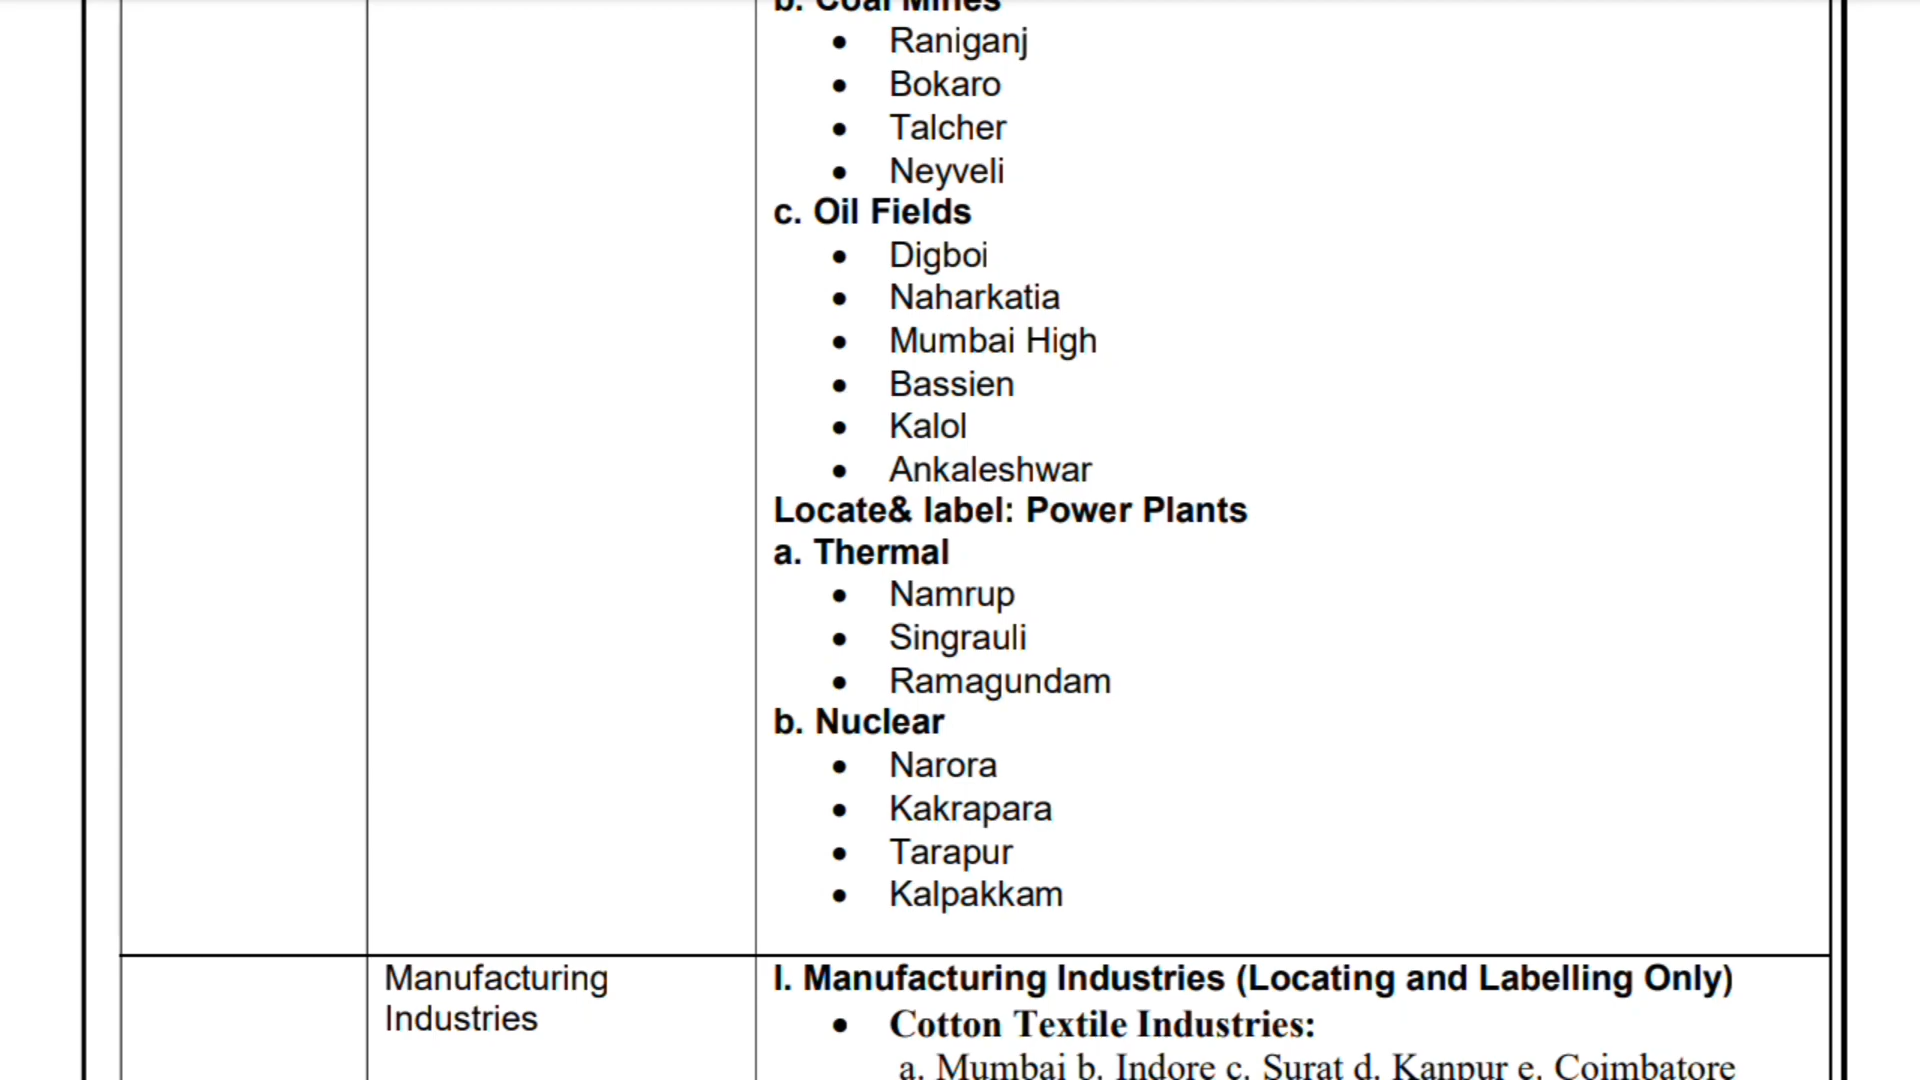 b. Coal Mines
• Raniganj
• Bokaro
• Talcher
• Neyveli
c. Oil Fields
• Digboi
• Naharkatia
• Mumbai High
• Bassien
• Kalol
• Ankaleshwar
Locate& label: Power Plants
a. Thermal
• Namrup
• Singrauli
• Ramagundam
b. Nuclear
• Narora
• Kakrapara
• Tarapur
• Kalpakkam
Manufacturing
Industries
I. Manufacturing Industries (Locating and Labelling Only)
• Cotton Textile Industries:
a. Mumbai b. Indore c. Surat d. Kanpur e. Coimbatore